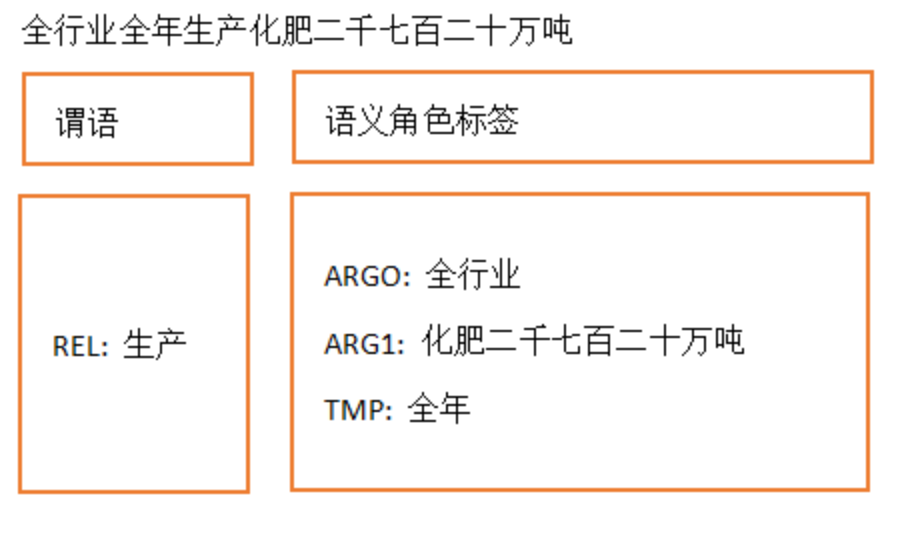 全行业全年生产化肥二千七百二十万吨
谓语
语义角色标签
REL: 生产
ARGO: 全行业
ARG1: 化肥二千七百二十万吨
TMP: 全年